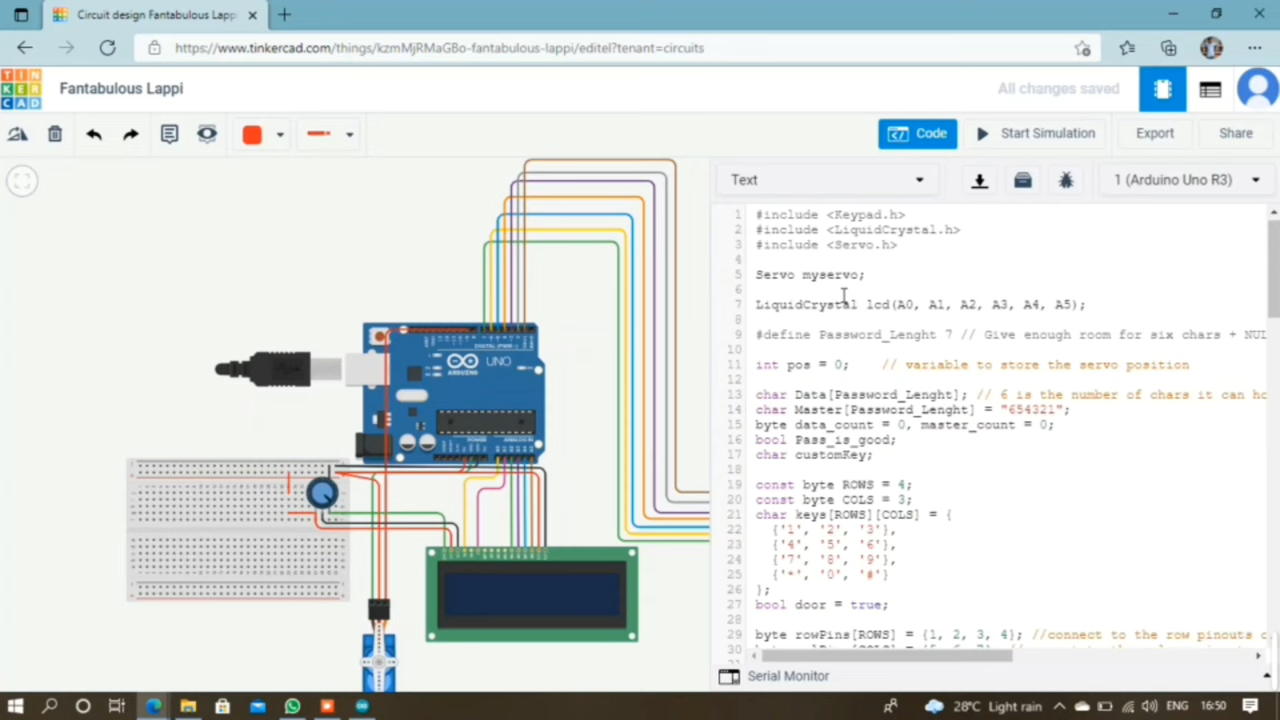 Circuit design Fantabulous Lapp
https://www.tinkercad.com/things/kzmMjRMaGBo-fantabulous-lappi/editel?tenant=circuits
TIN
KER
CAD
Fantabulous Lappi
All changes saved
Code
Start Simulation
Export
Share
Text
1 (Arduino Uno R3)
1 #include <Keypad.h>
2 #include <LiquidCrystal.h>
3 #include <Servo.h>
4
5 Servo myservo;
6
7 LiquidCrystal lcd(A0, A1, A2, A3, A4, A5);
8
9 #define Password_Lenght 7 // Give enough room for six chars + NUL
10
11 int pos = 0; // variable to store the servo position
12
13 char Data[Password_Lenght]; // 6 is the number of chars it can ho
14 char Master[Password_Lenght] = "654321";
15 byte data_count = 0, master_count = 0;
16 bool Pass_is_good;
17 char customKey;
18
19 const byte ROWS = 4;
20 const byte COLS = 3;
21 char keys[ROWS][COLS] = {
22 {'1', '2', '3'},
23 {'4', '5', '6'},
24 {'7', '8', '9'},
25 {'*', '0', '#'}
26 };
27 bool door = true;
28
29 byte rowPins[ROWS] = {1, 2, 3, 4}; //connect to the row pinouts o
30
UNO
ARDUINO
Serial Monitor
28°C Light rain
ENG
16:50